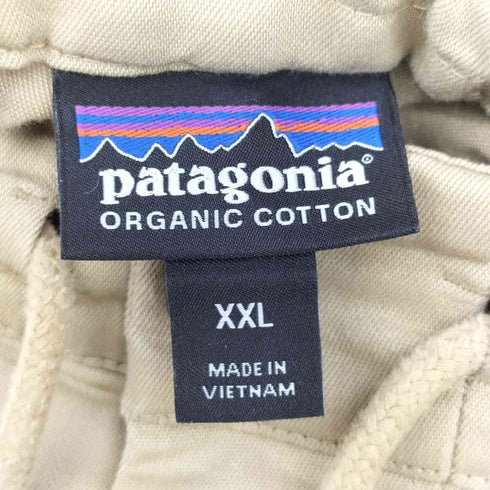 patagonia®
ORGANIC COTTON
XXL
MADE IN
VIETNAM